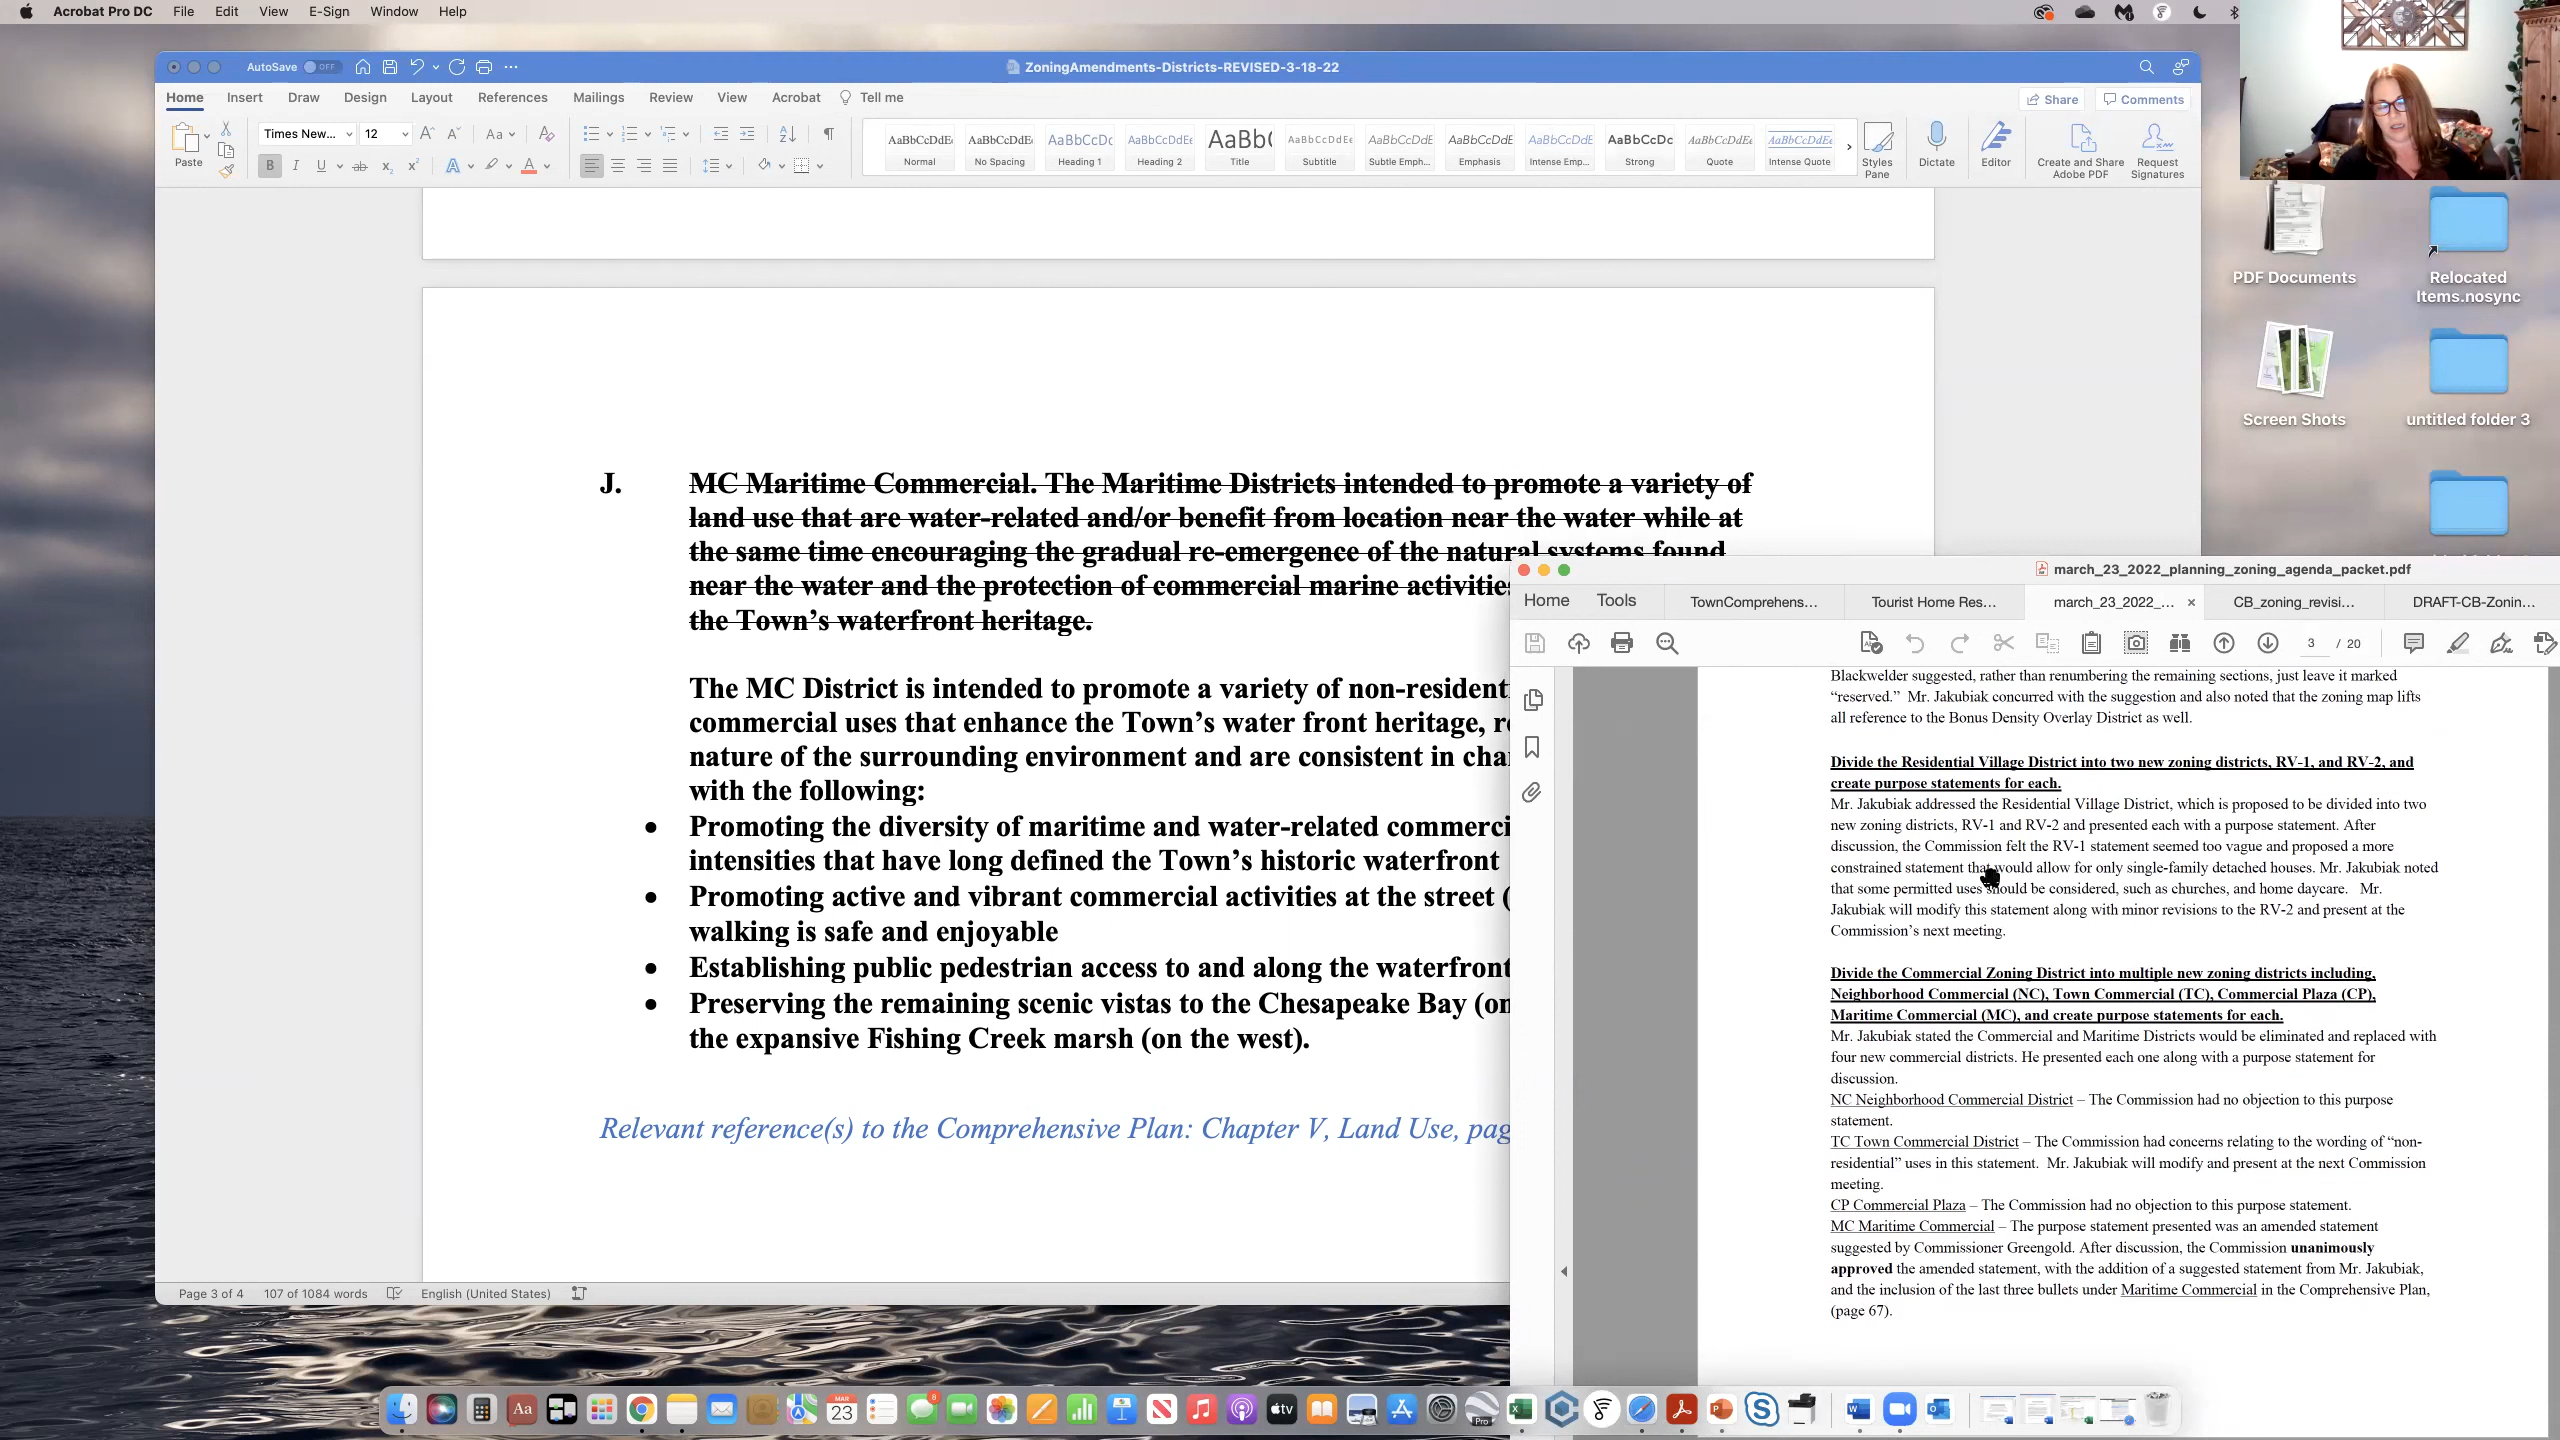 Acrobat Pro DC File Edit View E-Sign Window Help
AutoSave OFF
ZoningAmendments-Districts-REVISED-3-18-22
Home Insert Draw Design Layout References Mailings Review View Acrobat Tell me
Share Comments
Paste
Times New... 12
AaBbCcDdEe AaBbCcDdEe AaBbCcDc AaBbCcDdEe AaBb( AaBbCcDdEe AaBbCcDdE AaBbCcDdE AaBbCcDdE AaBbCcDc AaBbCcDdEe AaBbCcDdEe
Normal No Spacing Heading 1 Heading 2 Title Subtitle Subtle Emph... Emphasis Intense Emp... Strong Quote Intense Quote
Styles Pane
Dictate
Editor
Create and Share Adobe PDF
Request Signatures
PDF Documents
Relocated Items.nosync
Screen Shots
untitled folder 3
J. MC Maritime Commercial. The Maritime Districts intended to promote a variety of
land use that are water-related and/or benefit from location near the water while at
the same time encouraging the gradual re-emergence of the natural systems found
near the water and the protection of commercial marine activities
the Town's waterfront heritage.
The MC District is intended to promote a variety of non-resident
commercial uses that enhance the Town's water front heritage, re
nature of the surrounding environment and are consistent in cha
with the following:
• Promoting the diversity of maritime and water-related commerci
intensities that have long defined the Town's historic waterfront
• Promoting active and vibrant commercial activities at the street (
walking is safe and enjoyable
• Establishing public pedestrian access to and along the waterfront
• Preserving the remaining scenic vistas to the Chesapeake Bay (on
the expansive Fishing Creek marsh (on the west).
Relevant reference(s) to the Comprehensive Plan: Chapter V, Land Use, pag
Page 3 of 4 107 of 1084 words English (United States)
march_23_2022_planning_zoning_agenda_packet.pdf
Home Tools TownComprehens... Tourist Home Res... march_23_2022_... × CB_zoning_revisi... DRAFT-CB-Zonin...
3 / 20
Blackwelder suggested, rather than renumbering the remaining sections, just leave it marked
“reserved.” Mr. Jakubiak concurred with the suggestion and also noted that the zoning map lifts
all reference to the Bonus Density Overlay District as well.
Divide the Residential Village District into two new zoning districts, RV-1, and RV-2, and
create purpose statements for each.
Mr. Jakubiak addressed the Residential Village District, which is proposed to be divided into two
new zoning districts, RV-1 and RV-2 and presented each with a purpose statement. After
discussion, the Commission felt the RV-1 statement seemed too vague and proposed a more
constrained statement that would allow for only single-family detached houses. Mr. Jakubiak noted
that some permitted uses should be considered, such as churches, and home daycare. Mr.
Jakubiak will modify this statement along with minor revisions to the RV-2 and present at the
Commission's next meeting.
Divide the Commercial Zoning District into multiple new zoning districts including,
Neighborhood Commercial (NC), Town Commercial (TC), Commercial Plaza (CP),
Maritime Commercial (MC), and create purpose statements for each.
Mr. Jakubiak stated the Commercial and Maritime Districts would be eliminated and replaced with
four new commercial districts. He presented each one along with a purpose statement for
discussion.
NC Neighborhood Commercial District – The Commission had no objection to this purpose
statement.
TC Town Commercial District – The Commission had concerns relating to the wording of “non-
residential” uses in this statement. Mr. Jakubiak will modify and present at the next Commission
meeting.
CP Commercial Plaza – The Commission had no objection to this purpose statement.
MC Maritime Commercial – The purpose statement presented was an amended statement
suggested by Commissioner Greengold. After discussion, the Commission unanimously
approved the amended statement, with the addition of a suggested statement from Mr. Jakubiak,
and the inclusion of the last three bullets under Maritime Commercial in the Comprehensive Plan,
(page 67).
MAR
23
8
tv
Pro